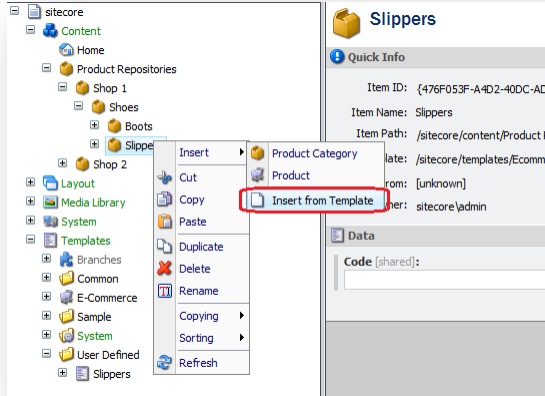 sitecore
Content
Home
Product Repositories
Shop 1
Shoes
Boots
Slippe
Shop 2
Layout
Media Library
System
Templates
Branches
Common
E-Commerce
Sample
System
User Defined
Slippers
Insert
Cut
Copy
Paste
Duplicate
Delete
Rename
Copying
Sorting
Refresh
Product Category
Product
Insert from Template
Slippers
Quick Info
Item ID: {476F053F-A4D2-40DC-AD
Item Name: Slippers
Item Path: /sitecore/content/Product
late: /sitecore/templates/Ecomm
rom: [unknown]
ner: sitecore\admin
Data
Code [shared]: